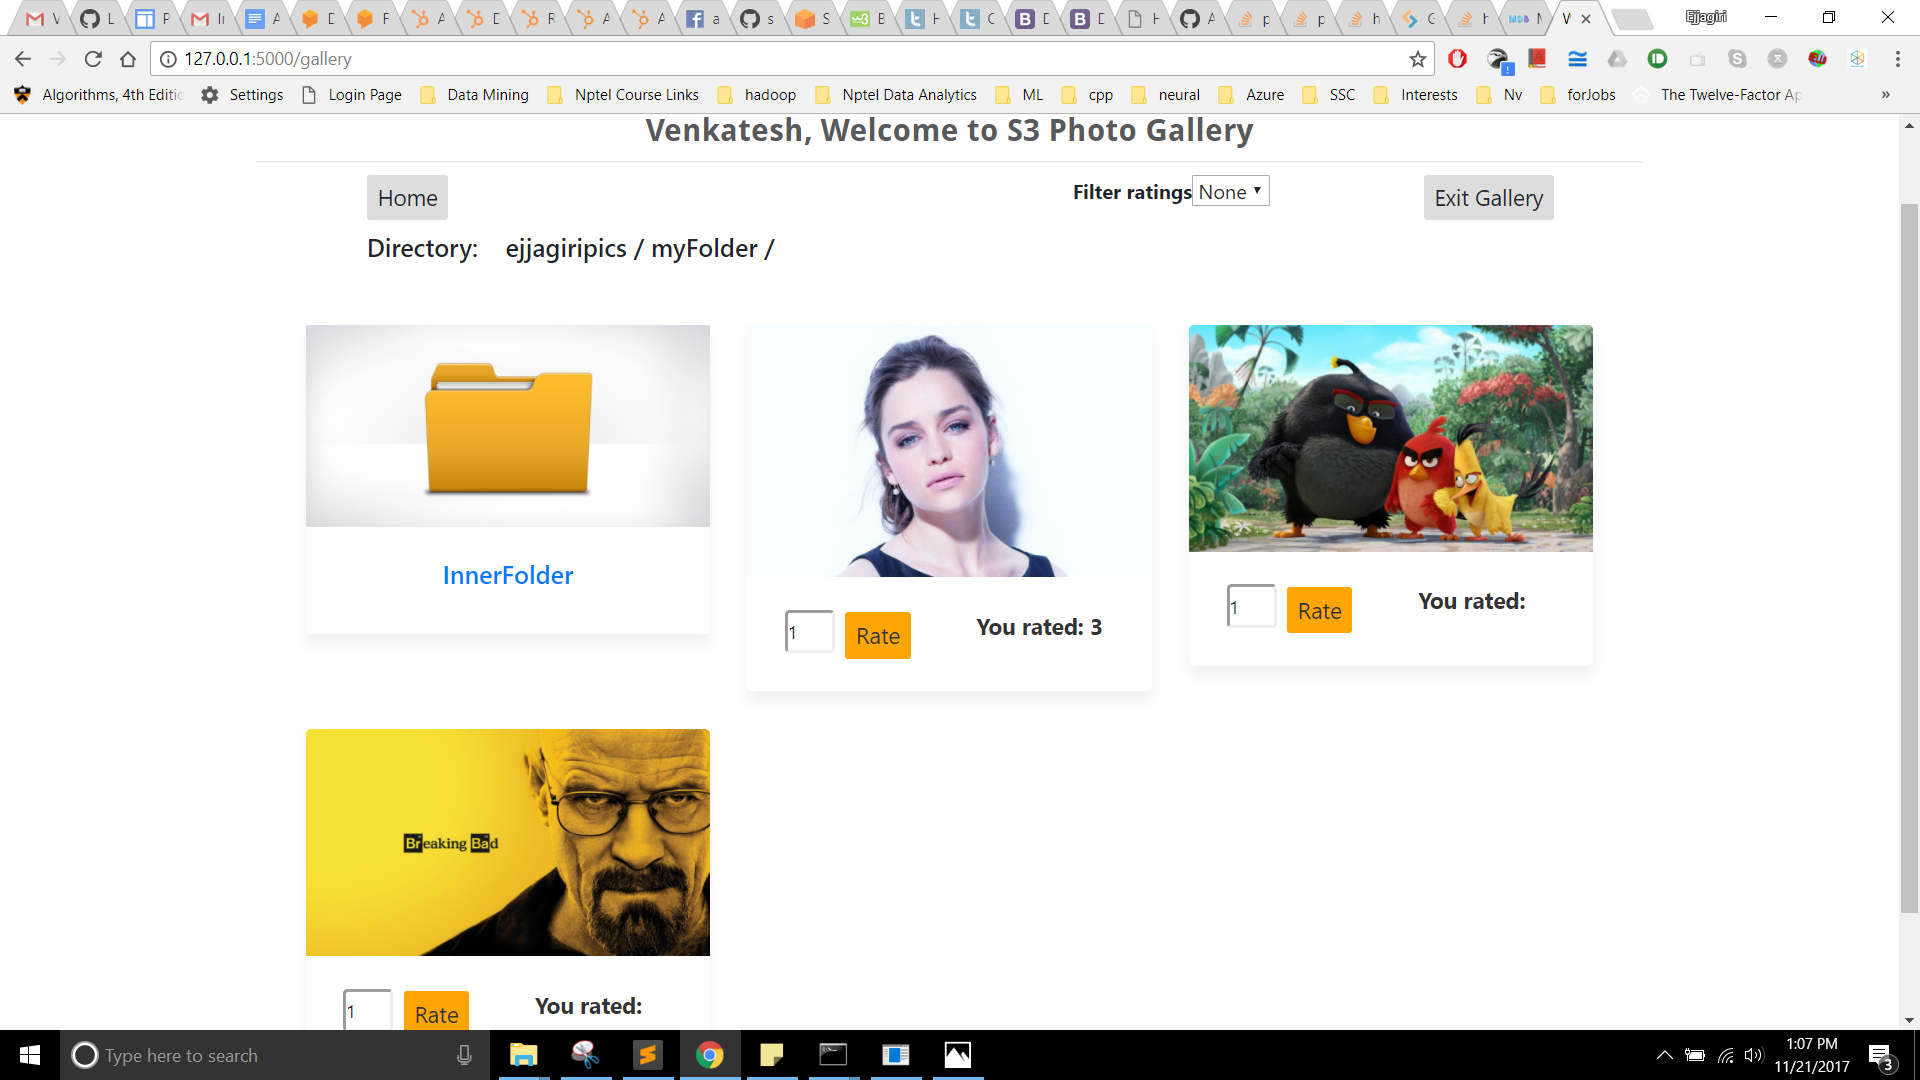 V L P M In A D F A D R A A f a s S B H C D D H A p p h G h MDB N V Ejjagiri
127.0.0.1:5000/gallery
Algorithms, 4th Editic Settings Login Page Data Mining Nptel Course Links hadoop Nptel Data Analytics ML cpp neural Azure SSC Interests Nv forJobs The Twelve-Factor Ap »
Venkatesh, Welcome to S3 Photo Gallery
Home Filter ratings None Exit Gallery
Directory: ejjagiripics / myFolder /
InnerFolder
1 Rate You rated: 3
1 Rate You rated:
Breaking Bad
1 Rate You rated:
Type here to search
1:07 PM
11/21/2017
3